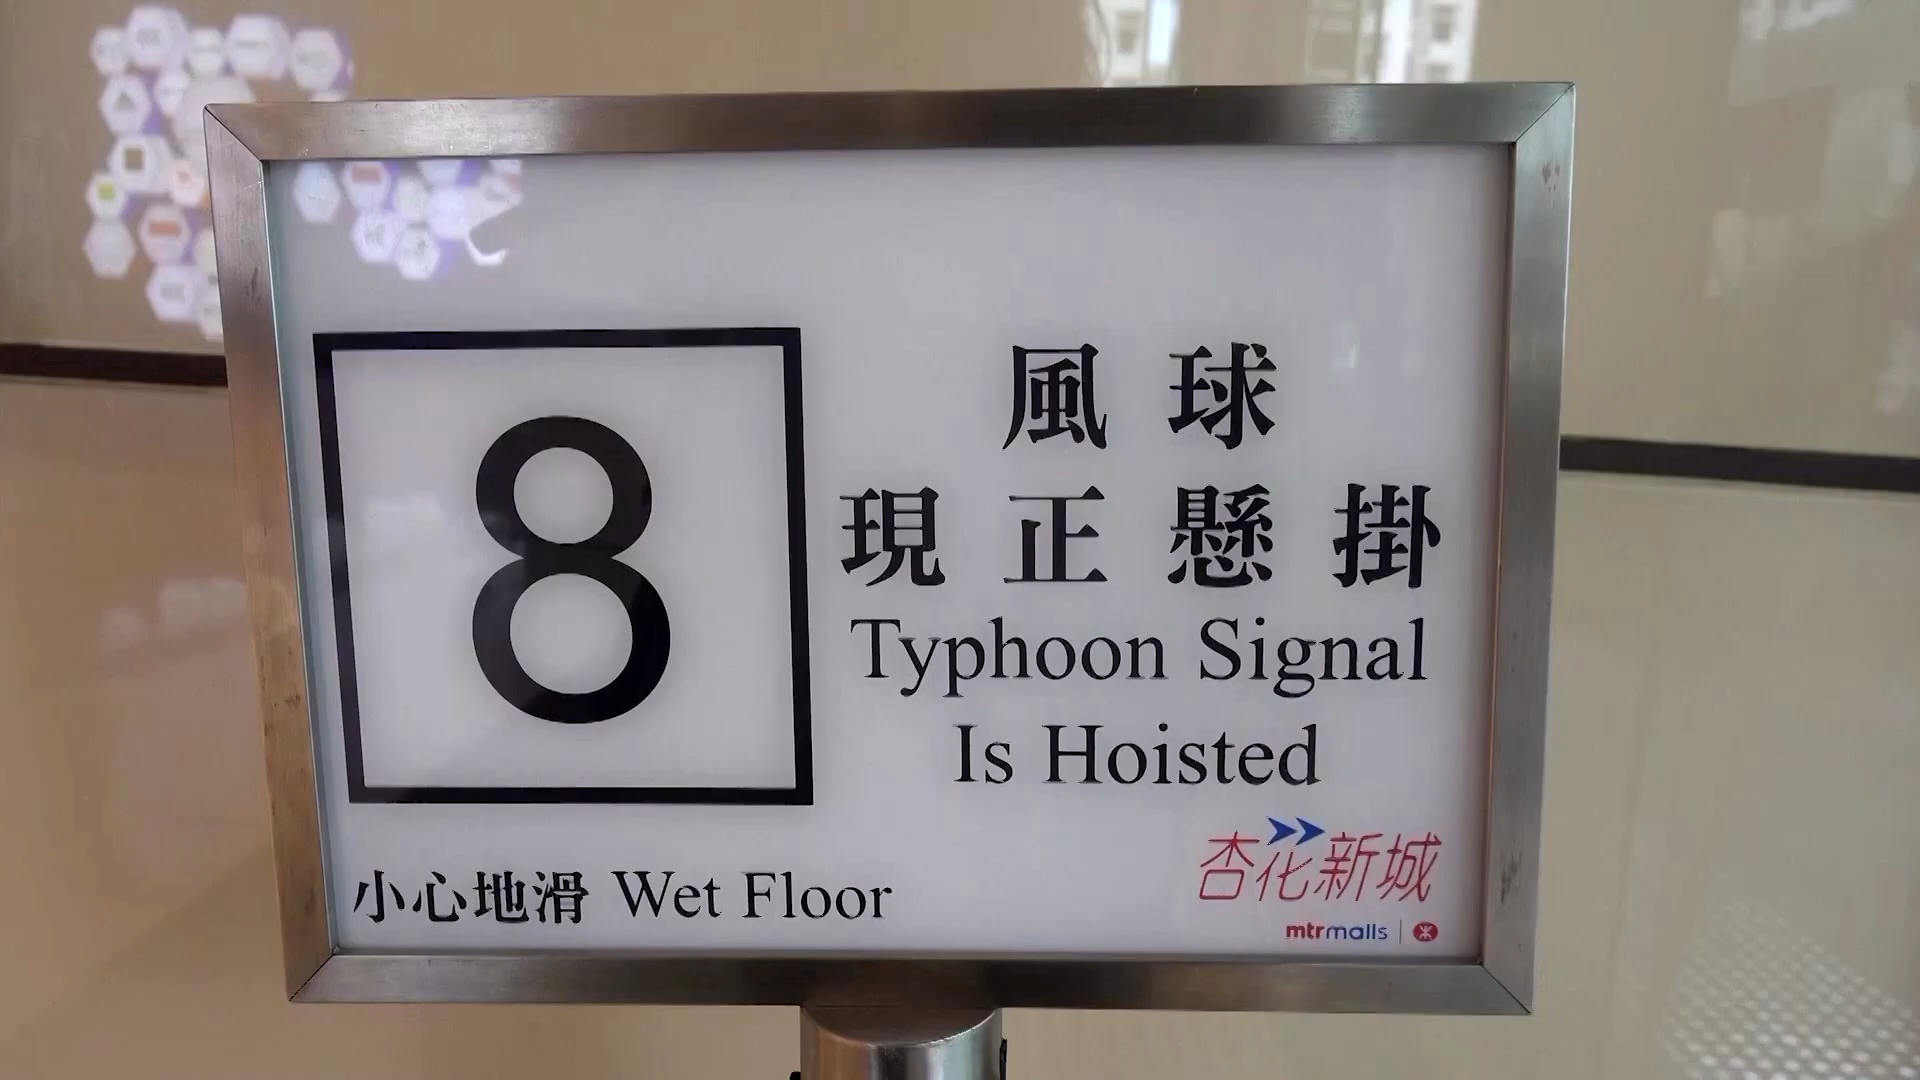 8
風球
現正懸掛
Typhoon Signal
Is Hoisted
小心地滑 Wet Floor
杏花新城
mtrmalls